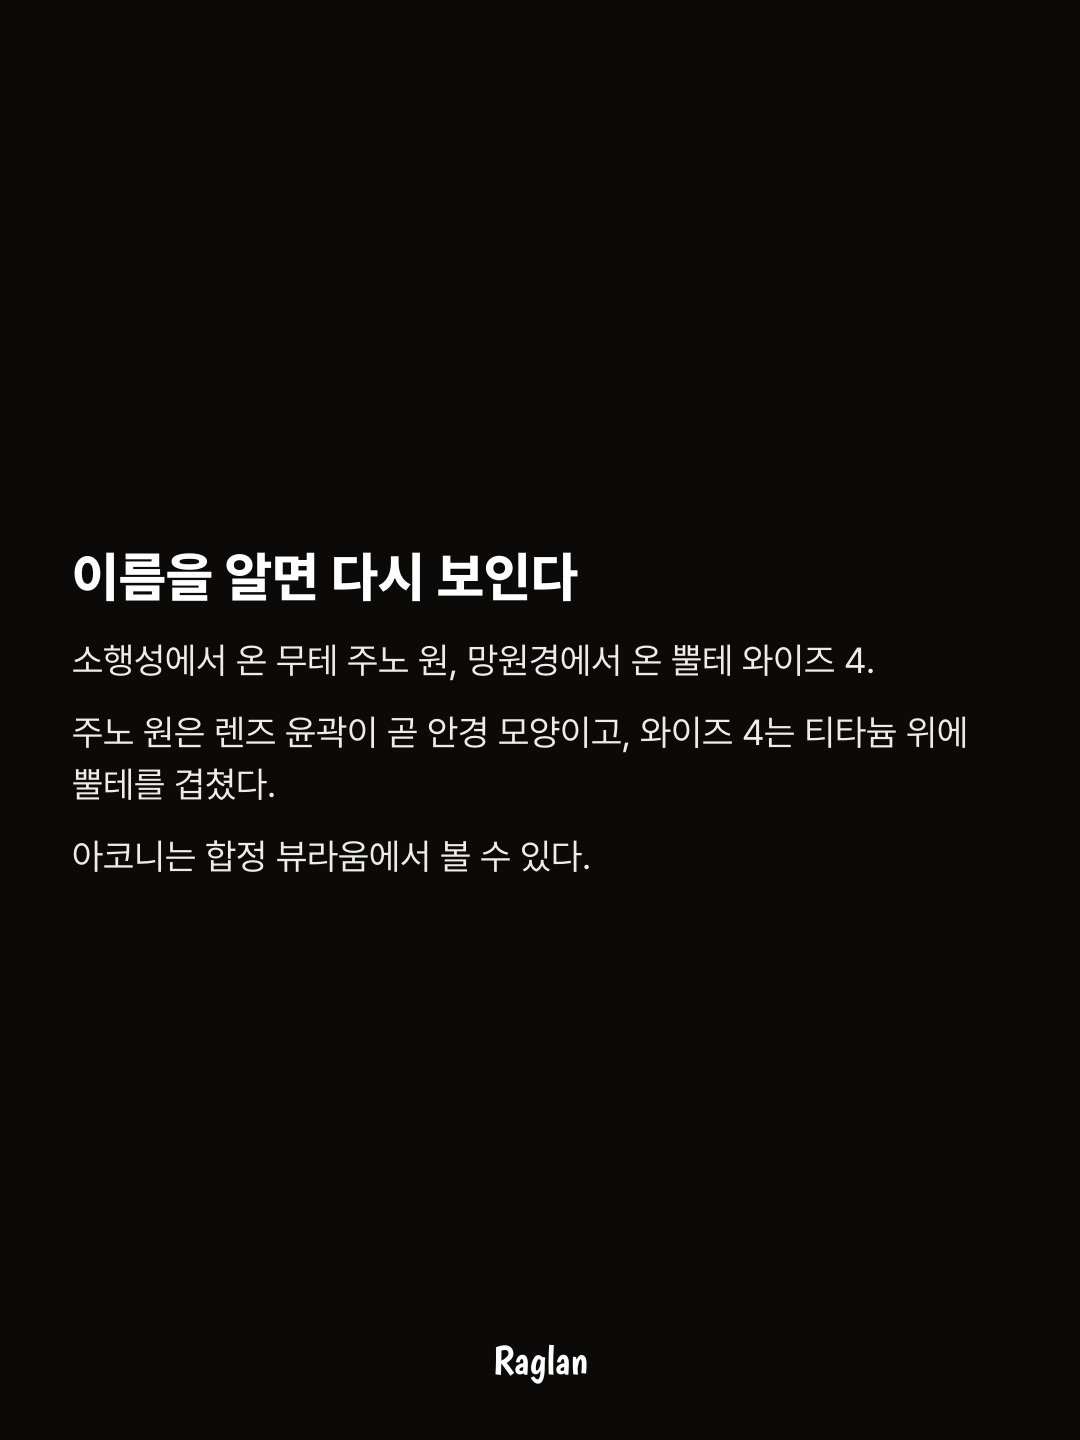 이름을 알면 다시 보인다
소행성에서 온 무테 주노 원, 망원경에서 온 뿔테 와이즈 4.
주노 원은 렌즈 윤곽이 곧 안경 모양이고, 와이즈 4는 티타늄 위에
뿔테를 겹쳤다.
아코니는 합정 뷰라움에서 볼 수 있다.
Raglan